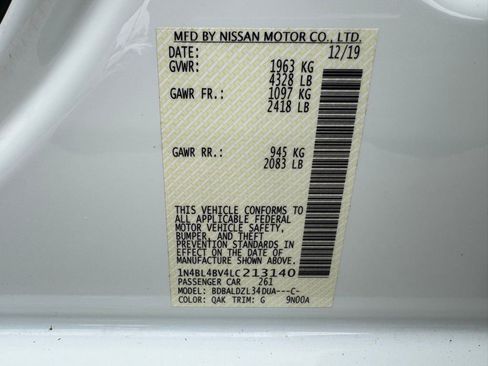 MFD BY NISSAN MOTOR CO., LTD.
DATE: 12/19
GVWR: 1963 KG
4328 LB
GAWR FR.: 1097 KG
2418 LB
GAWR RR.: 945 KG
2083 LB
THIS VEHICLE CONFORMS TO
ALL APPLICABLE FEDERAL
MOTOR VEHICLE SAFETY,
BUMPER, AND THEFT
PREVENTION STANDARDS IN
EFFECT ON THE DATE OF
MANUFACTURE SHOWN ABOVE.
1N4BL4BV4LC213140
PASSENGER CAR 261
MODEL: BDBALDZL34DUA---C-
COLOR: QAK TRIM: G 9N00A